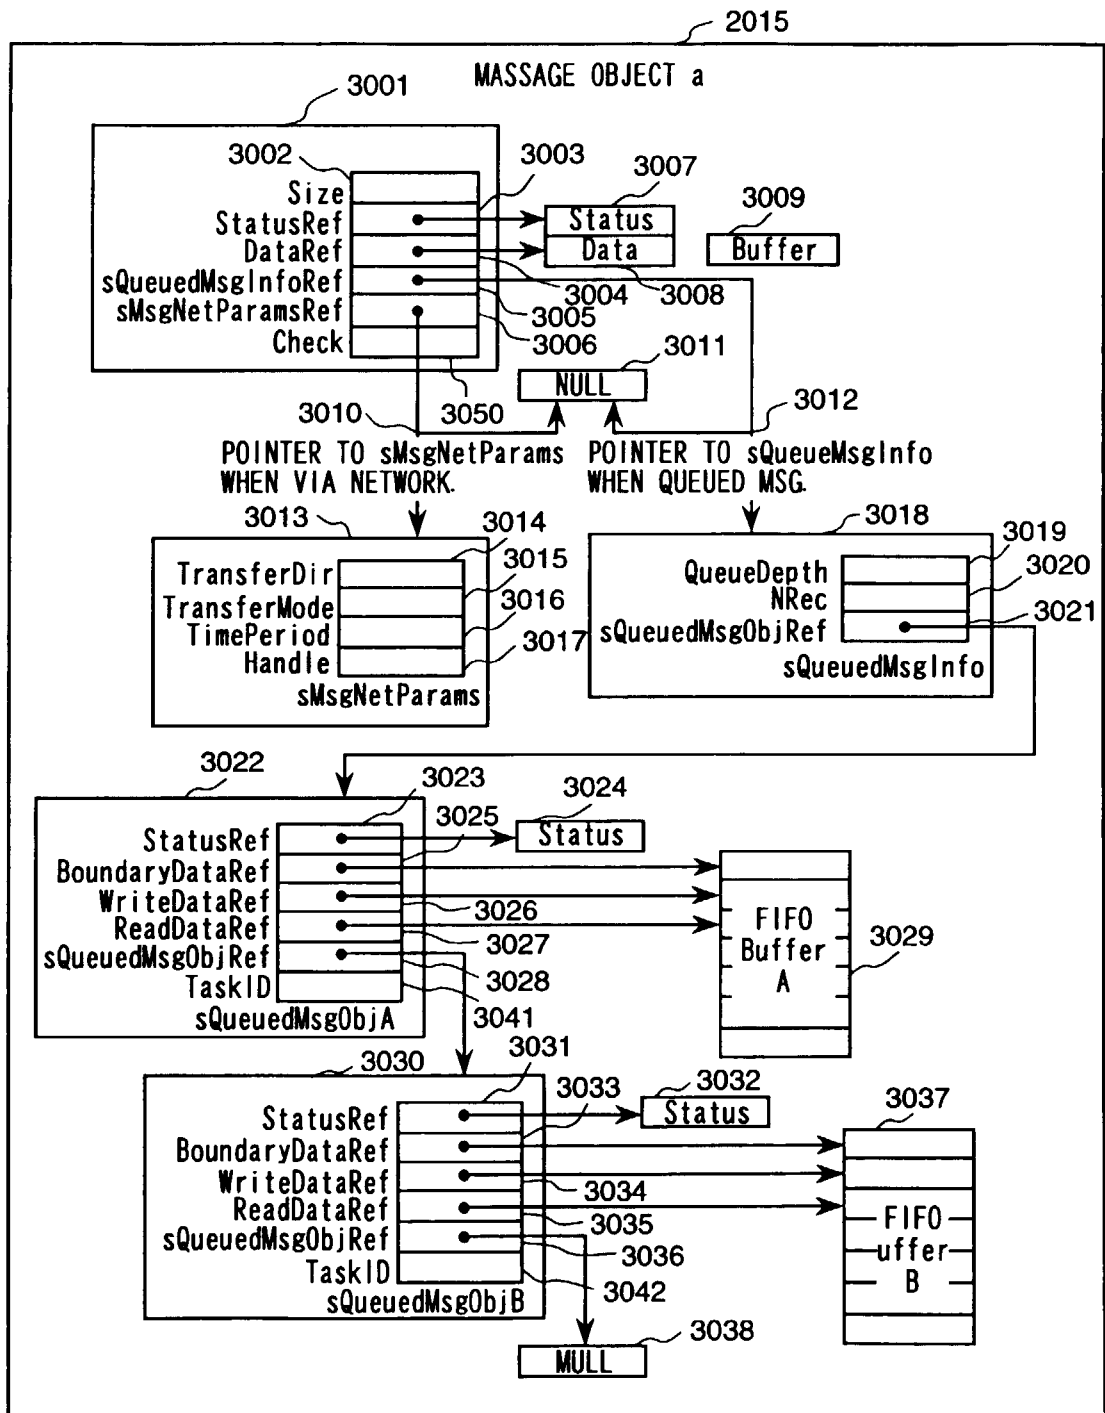 2015
MASSAGE OBJECT a
3001
3002
3003
3007
3009
Size
StatusRef
Status
DataRef
Data
Buffer
sQueuedMsgInfoRef
3004
3008
sMsgNetParamsRef
3005
Check
3006
3011
NULL
3050
3010
3012
POINTER TO sMsgNetParams
WHEN VIA NETWORK.
POINTER TO sQueueMsgInfo
WHEN QUEUED MSG.
3013
3014
3018
3019
TransferDir
3015
QueueDepth
3020
TransferMode
3016
NRec
TimePeriod
3021
sQueuedMsgObjRef
Handle
3017
sMsgNetParams
sQueuedMsgInfo
3022
3023
3024
3025
StatusRef
Status
BoundaryDataRef
WriteDataRef
3026
FIFO
Buffer
A
3029
ReadDataRef
3027
sQueuedMsgObjRef
3028
TaskID
3041
sQueuedMsgObjA
3030
3031
3033
3032
3037
StatusRef
Status
BoundaryDataRef
WriteDataRef
3034
ReadDataRef
3035
FIFO
uffer
B
sQueuedMsgObjRef
3036
TaskID
3042
sQueuedMsgObjB
3038
MULL